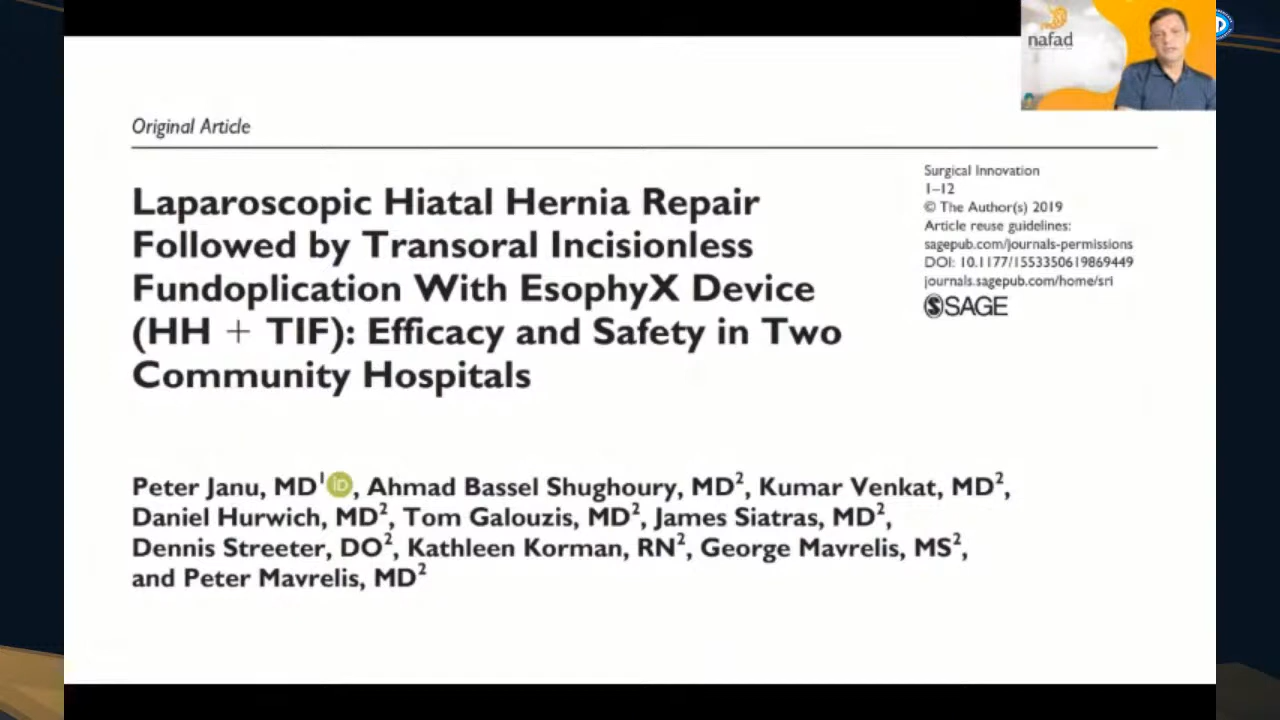 nafad
Original Article
Laparoscopic Hiatal Hernia Repair
Followed by Transoral Incisionless
Fundoplication With EsophyX Device
(HH + TIF): Efficacy and Safety in Two
Community Hospitals
Surgical Innovation
1–12
© The Author(s) 2019
Article reuse guidelines:
sagepub.com/journals-permissions
DOI: 10.1177/1553350619869449
journals.sagepub.com/home/sri
SAGE
Peter Janu, MD1 iD, Ahmad Bassel Shughoury, MD2, Kumar Venkat, MD2,
Daniel Hurwich, MD2, Tom Galouzis, MD2, James Siatras, MD2,
Dennis Streeter, DO2, Kathleen Korman, RN2, George Mavrelis, MS2,
and Peter Mavrelis, MD2